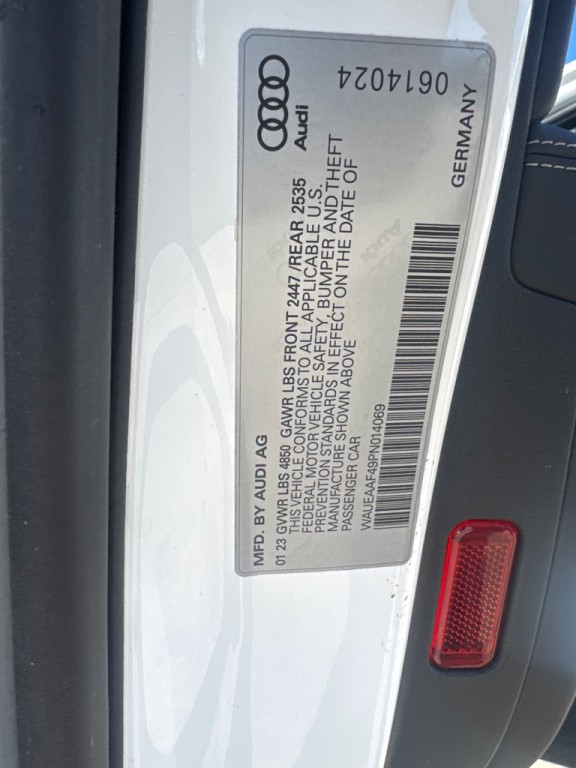 MFD. BY AUDI AG
Audi
01 23 GVWR LBS 4850 GAWR LBS FRONT 2447/REAR 2535
THIS VEHICLE CONFORMS TO ALL APPLICABLE U.S.
FEDERAL MOTOR VEHICLE SAFETY, BUMPER AND THEFT
PREVENTION STANDARDS IN EFFECT ON THE DATE OF
MANUFACTURE SHOWN ABOVE
PASSENGER CAR
WAUEAAF49PN014069
GERMANY
0614024